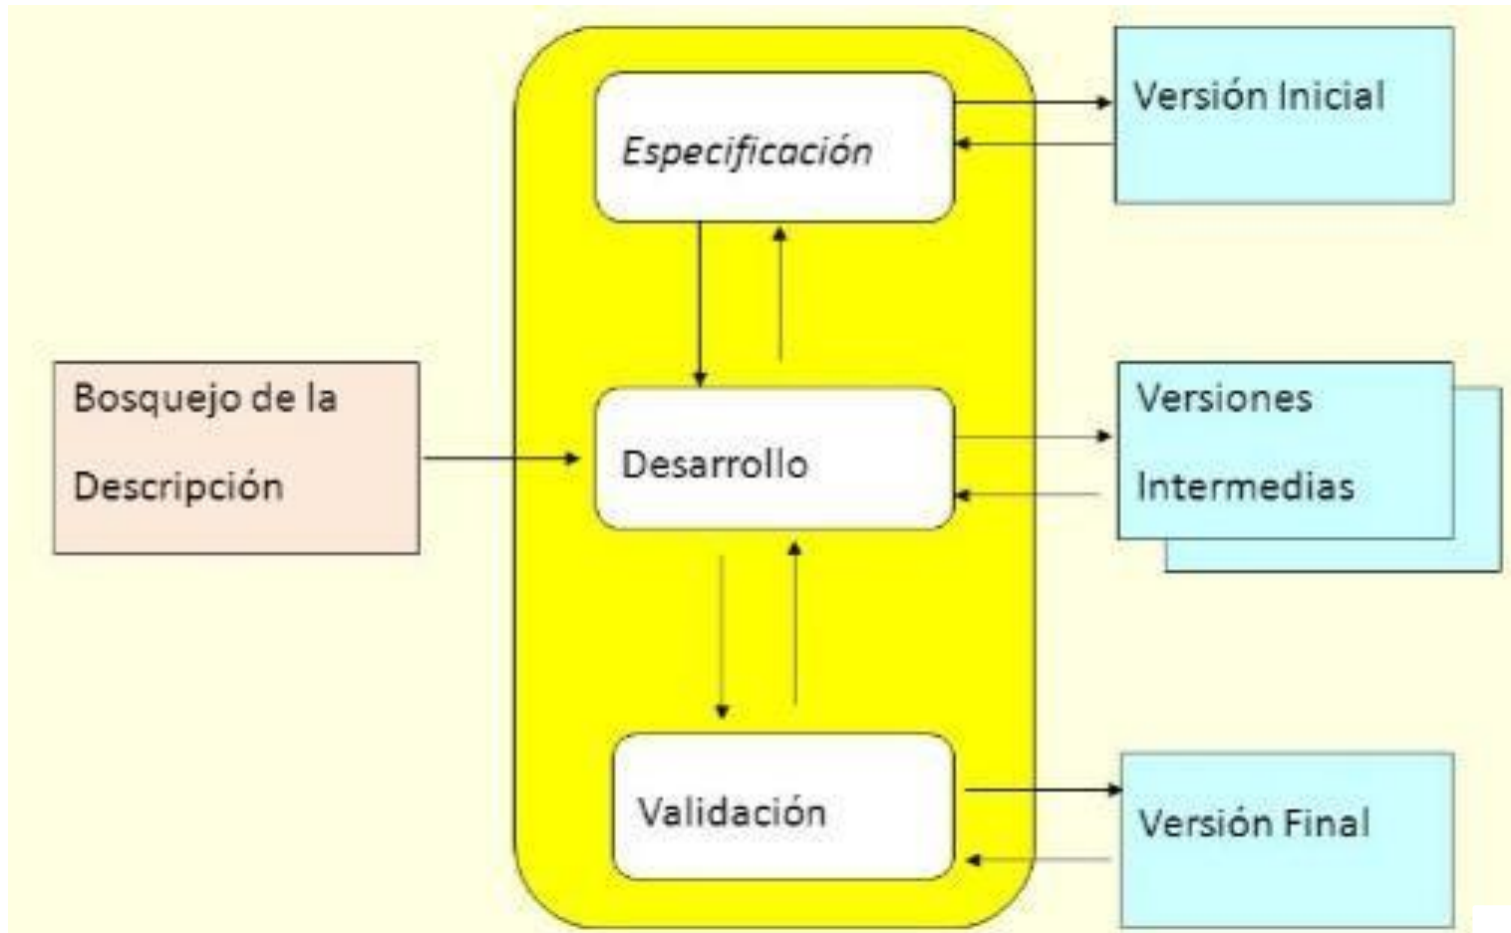 Especificación
Versión Inicial
Bosquejo de la
Descripción
Desarrollo
Versiones
Intermedias
Validación
Versión Final